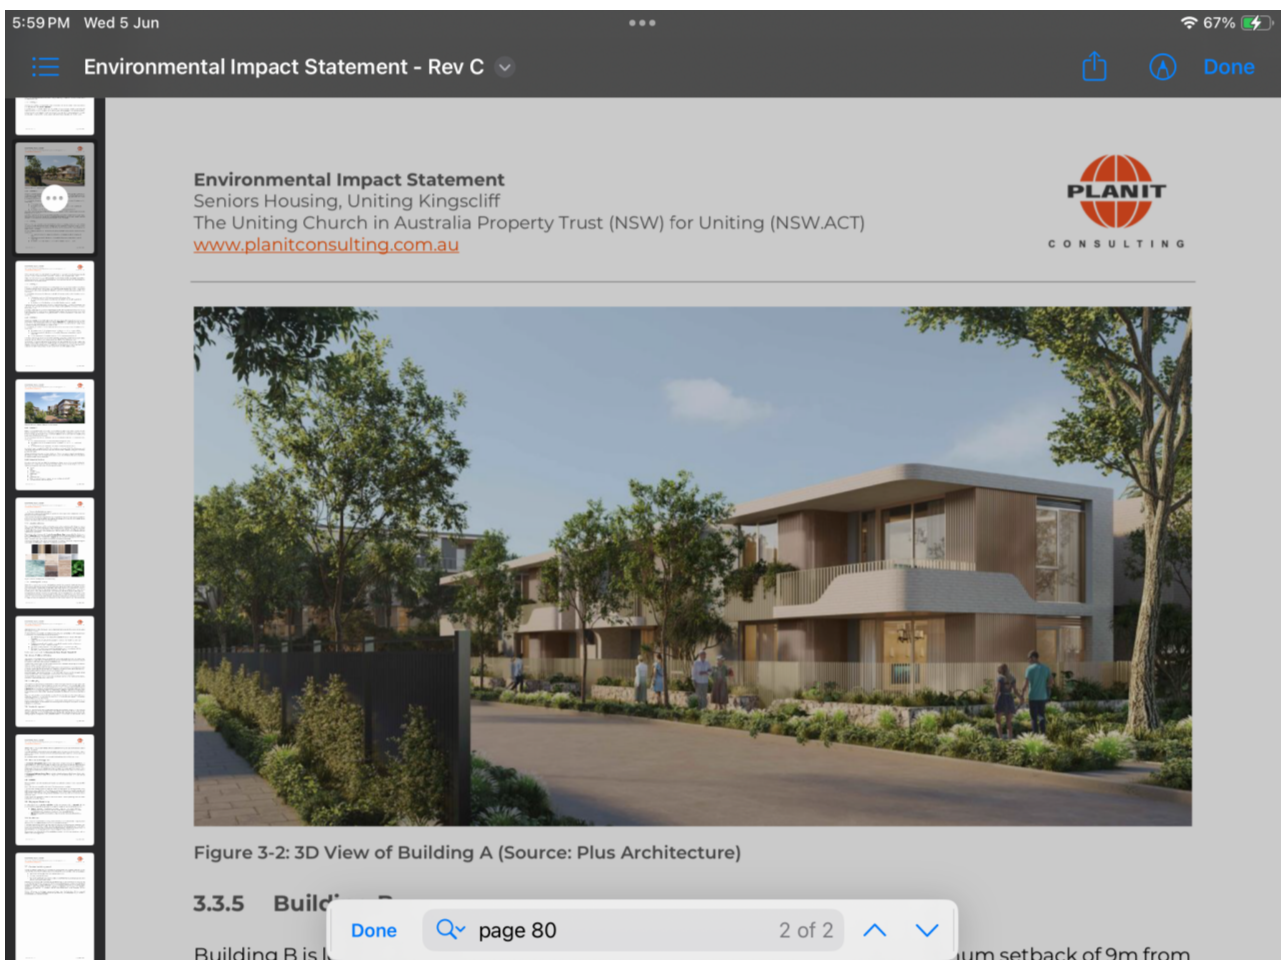 5:59 PM Wed 5 Jun
67%
Environmental Impact Statement - Rev C
Done
Environmental Impact Statement
Seniors Housing, Uniting Kingscliff
The Uniting Church in Australia Property Trust (NSW) for Uniting (NSW.ACT)
www.planitconsulting.com.au
PLANIT
CONSULTING
Figure 3-2: 3D View of Building A (Source: Plus Architecture)
3.3.5 Building B
Building B is
setback of 9m from
Done
page 80
2 of 2